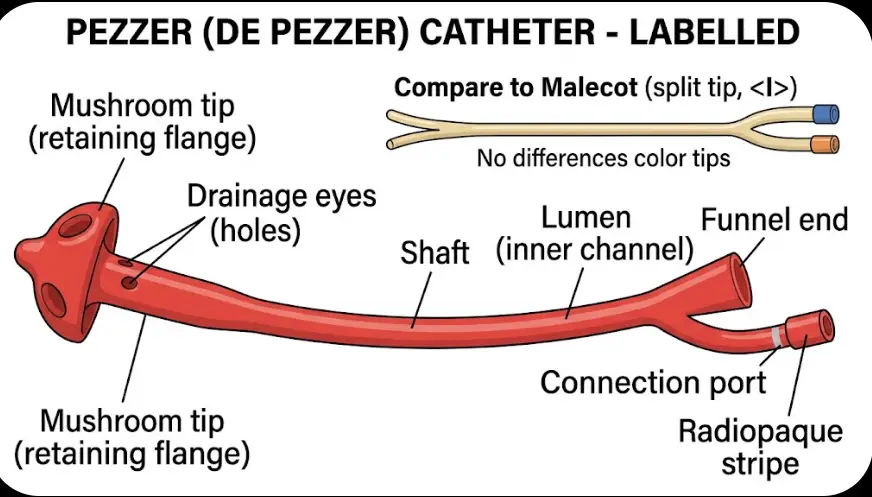 PEZZER (DE PEZZER) CATHETER - LABELLED
Compare to Malecot (split tip, <I>)
No differences color tips
Mushroom tip
(retaining flange)
Drainage eyes
(holes)
Shaft
Lumen
(inner channel)
Funnel end
Connection port
Radiopaque
stripe
Mushroom tip
(retaining flange)